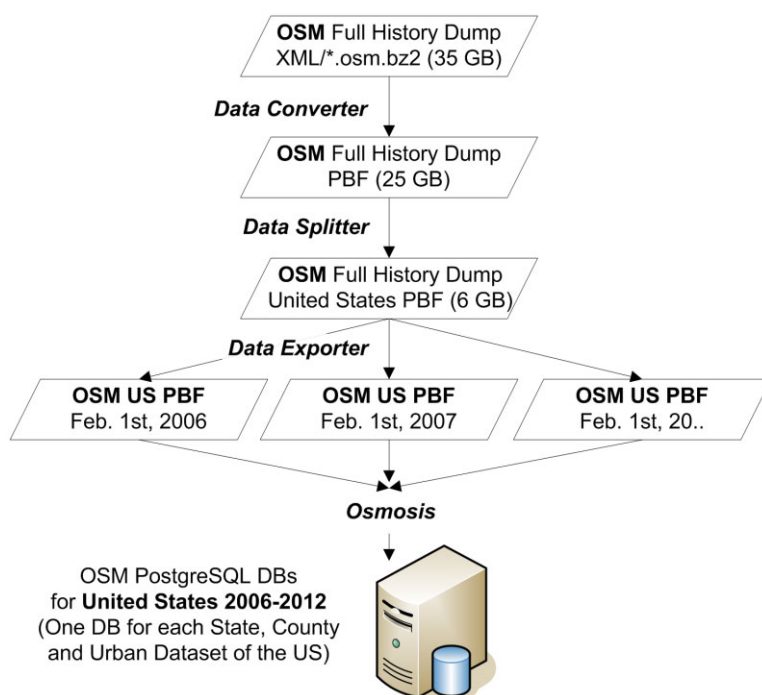 OSM Full History Dump
XML/*.osm.bz2 (35 GB)
Data Converter
OSM Full History Dump
PBF (25 GB)
Data Splitter
OSM Full History Dump
United States PBF (6 GB)
Data Exporter
OSM US PBF
Feb. 1st, 2006
OSM US PBF
Feb. 1st, 2007
OSM US PBF
Feb. 1st, 20..
Osmosis
OSM PostgreSQL DBs
for United States 2006-2012
(One DB for each State, County
and Urban Dataset of the US)